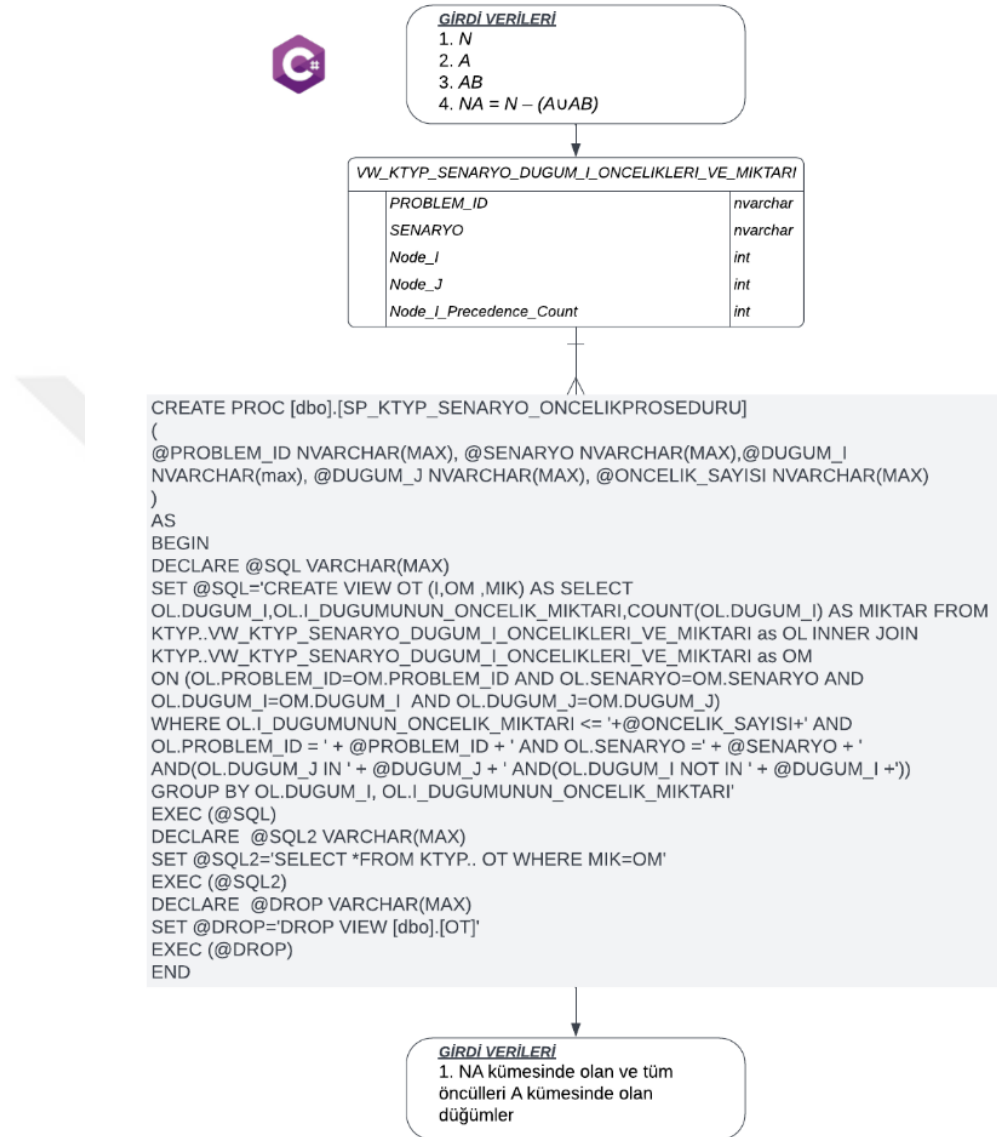 C#
GİRDİ VERİLERİ
1. N
2. A
3. AB
4. NA = N – (A∪AB)
VW_KTYP_SENARYO_DUGUM_I_ONCELIKLERI_VE_MIKTARI
PROBLEM_ID nvarchar
SENARYO nvarchar
Node_I int
Node_J int
Node_I_Precedence_Count int
CREATE PROC [dbo].[SP_KTYP_SENARYO_ONCELIKPROSEDURU]
(
@PROBLEM_ID NVARCHAR(MAX), @SENARYO NVARCHAR(MAX),@DUGUM_I
NVARCHAR(max), @DUGUM_J NVARCHAR(MAX), @ONCELIK_SAYISI NVARCHAR(MAX)
)
AS
BEGIN
DECLARE @SQL VARCHAR(MAX)
SET @SQL='CREATE VIEW OT (I,OM ,MIK) AS SELECT
OL.DUGUM_I,OL.I_DUGUMUNUN_ONCELIK_MIKTARI,COUNT(OL.DUGUM_I) AS MIKTAR FROM
KTYP..VW_KTYP_SENARYO_DUGUM_I_ONCELIKLERI_VE_MIKTARI as OL INNER JOIN
KTYP..VW_KTYP_SENARYO_DUGUM_I_ONCELIKLERI_VE_MIKTARI as OM
ON (OL.PROBLEM_ID=OM.PROBLEM_ID AND OL.SENARYO=OM.SENARYO AND
OL.DUGUM_I=OM.DUGUM_I  AND OL.DUGUM_J=OM.DUGUM_J)
WHERE OL.I_DUGUMUNUN_ONCELIK_MIKTARI <= '+@ONCELIK_SAYISI+' AND
OL.PROBLEM_ID = ' + @PROBLEM_ID + ' AND OL.SENARYO =' + @SENARYO + '
AND(OL.DUGUM_J IN ' + @DUGUM_J + ' AND(OL.DUGUM_I NOT IN ' + @DUGUM_I +'))
GROUP BY OL.DUGUM_I, OL.I_DUGUMUNUN_ONCELIK_MIKTARI'
EXEC (@SQL)
DECLARE  @SQL2 VARCHAR(MAX)
SET @SQL2='SELECT *FROM KTYP.. OT WHERE MIK=OM'
EXEC (@SQL2)
DECLARE  @DROP VARCHAR(MAX)
SET @DROP='DROP VIEW [dbo].[OT]'
EXEC (@DROP)
END
GİRDİ VERİLERİ
1. NA kümesinde olan ve tüm
öncülleri A kümesinde olan
düğümler